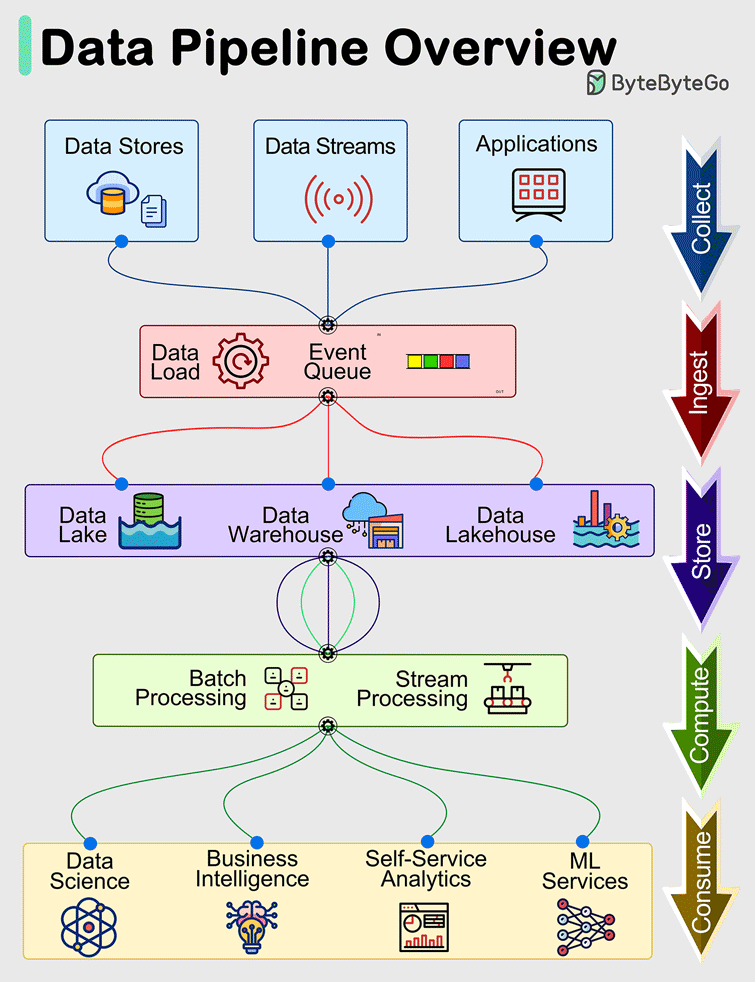 Data Pipeline Overview
ByteByteGo
Data Stores
Data Streams
Applications
Collect
Data
Load
Event
Queue
Ingest
Data
Lake
Data
Warehouse
Data
Lakehouse
Store
Batch
Processing
Stream
Processing
Compute
Data
Science
Business
Intelligence
Self-Service
Analytics
ML
Services
Consume